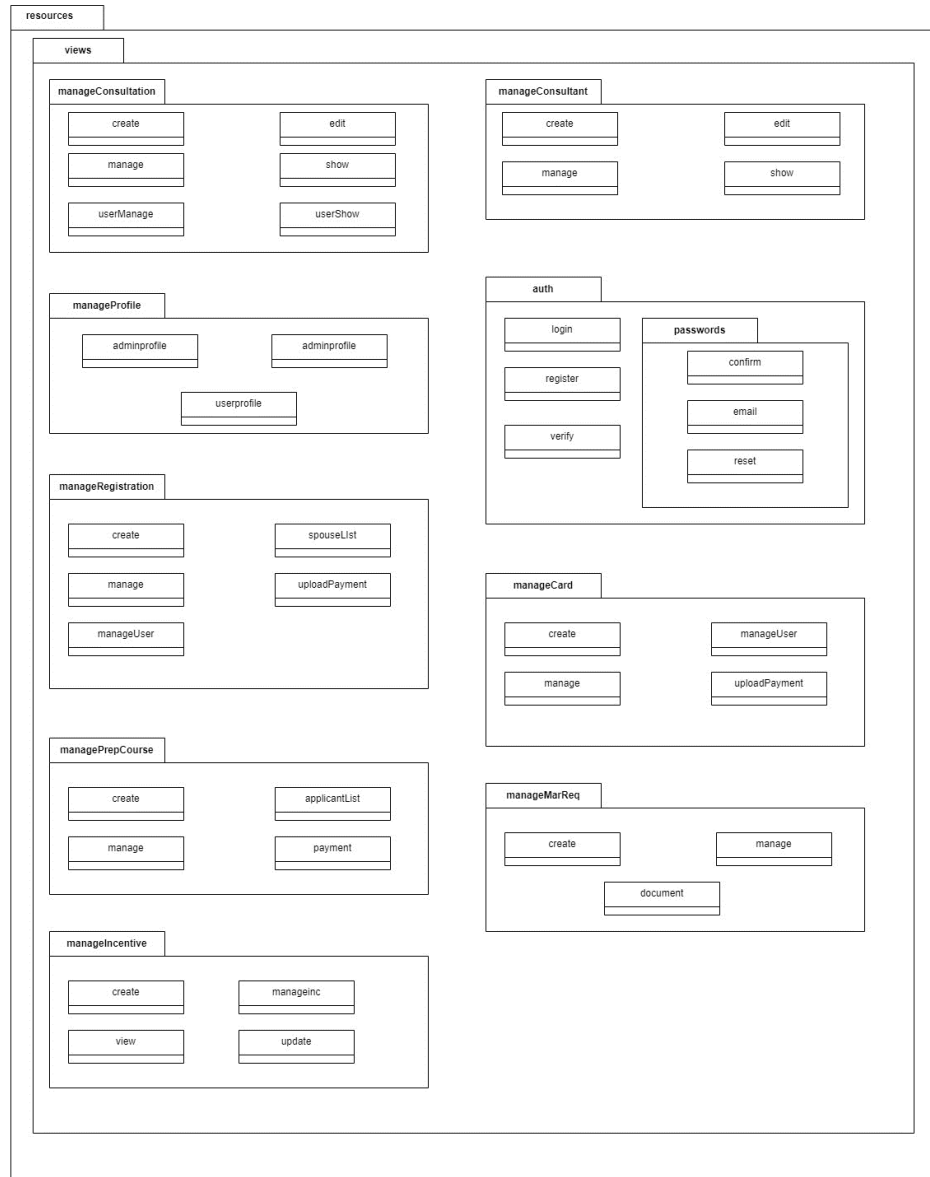 resources
views
manageConsultation
create
edit
manage
show
userManage
userShow
manageConsultant
create
edit
manage
show
manageProfile
adminprofile
adminprofile
userprofile
auth
login
register
verify
passwords
confirm
email
reset
manageRegistration
create
spouseLIst
manage
uploadPayment
manageUser
manageCard
create
manageUser
manage
uploadPayment
managePrepCourse
create
applicantList
manage
payment
manageMarReq
create
manage
document
manageIncentive
create
manageinc
view
update